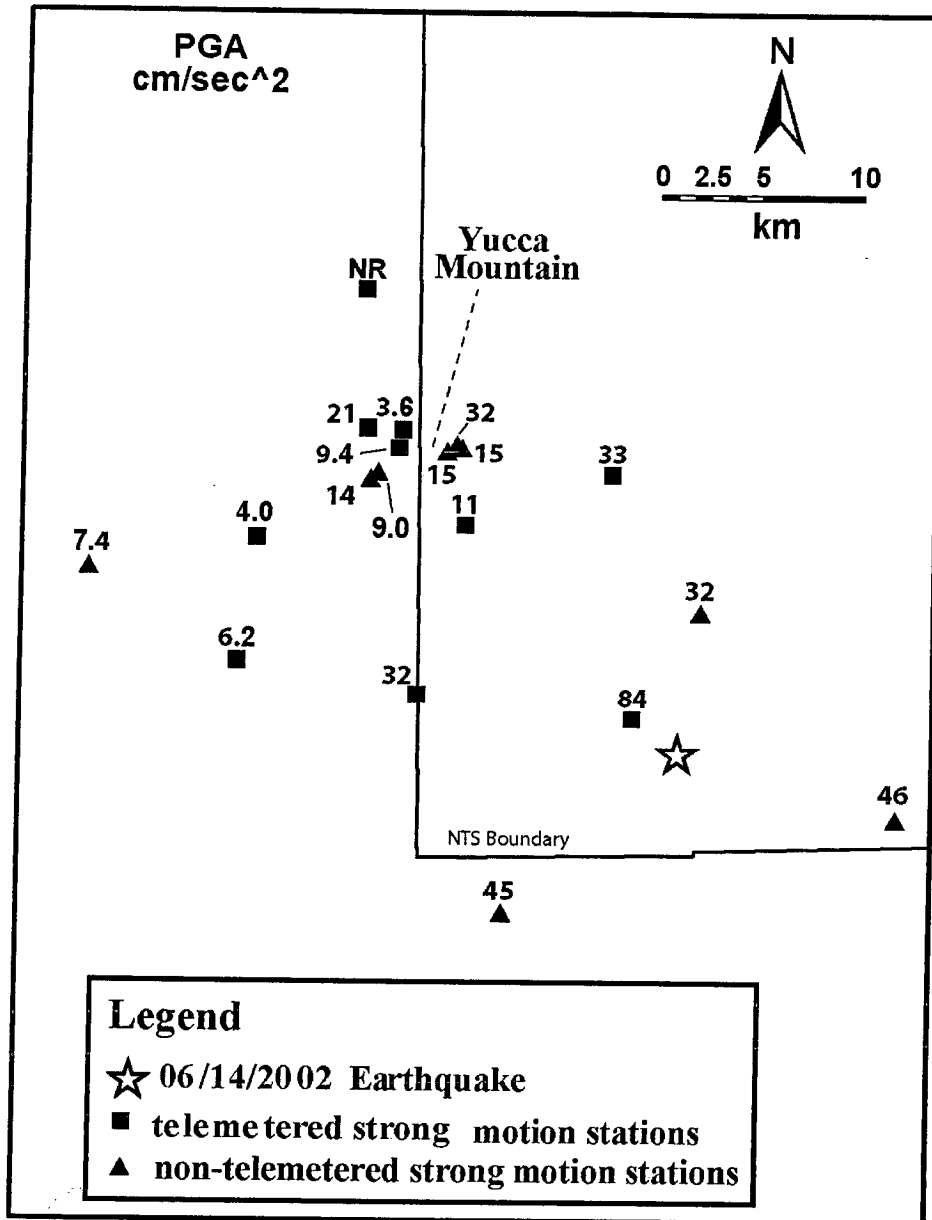 PGA
cm/sec^2
N
0 2.5 5 10
km
Yucca
Mountain
NR
21 3.6 32
9.4 15 15 33
14 9.0
4.0 11
7.4
32
6.2
32
84
46
NTS Boundary
45
Legend
06/14/2002 Earthquake
telemetered strong motion stations
non-telemetered strong motion stations